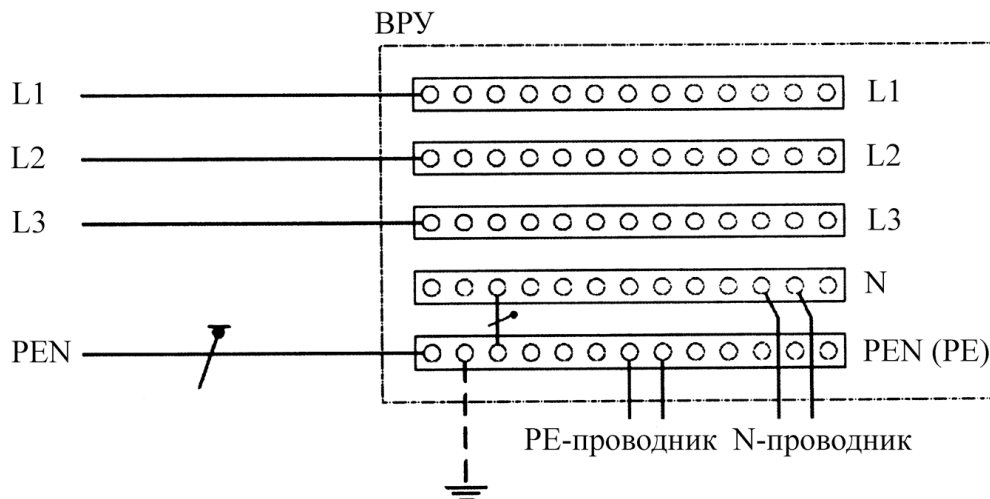 ВРУ
L1 L1
L2 L2
L3 L3
N
PEN PEN (PE)
PE-проводник N-проводник